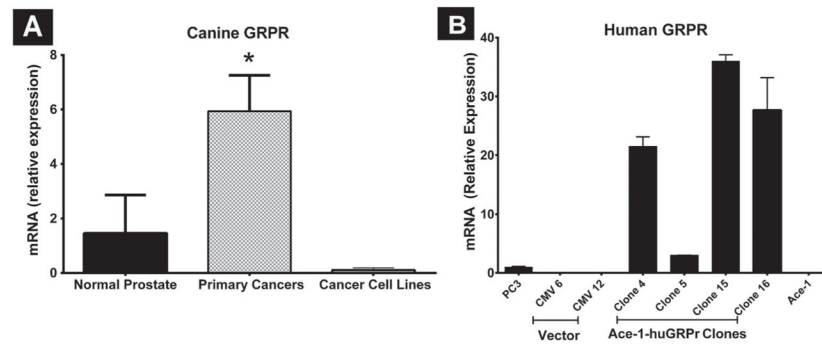 A
Canine GRPR
mRNA (relative expression)
8
6
4
2
0
*
Normal Prostate
Primary Cancers
Cancer Cell Lines
B
Human GRPR
mRNA (Relative Expression)
40
30
20
10
0
PC3
CMV 6
CMV 12
Clone 4
Clone 5
Clone 15
Clone 16
Ace-1
Vector
Ace-1-huGRPr Clones